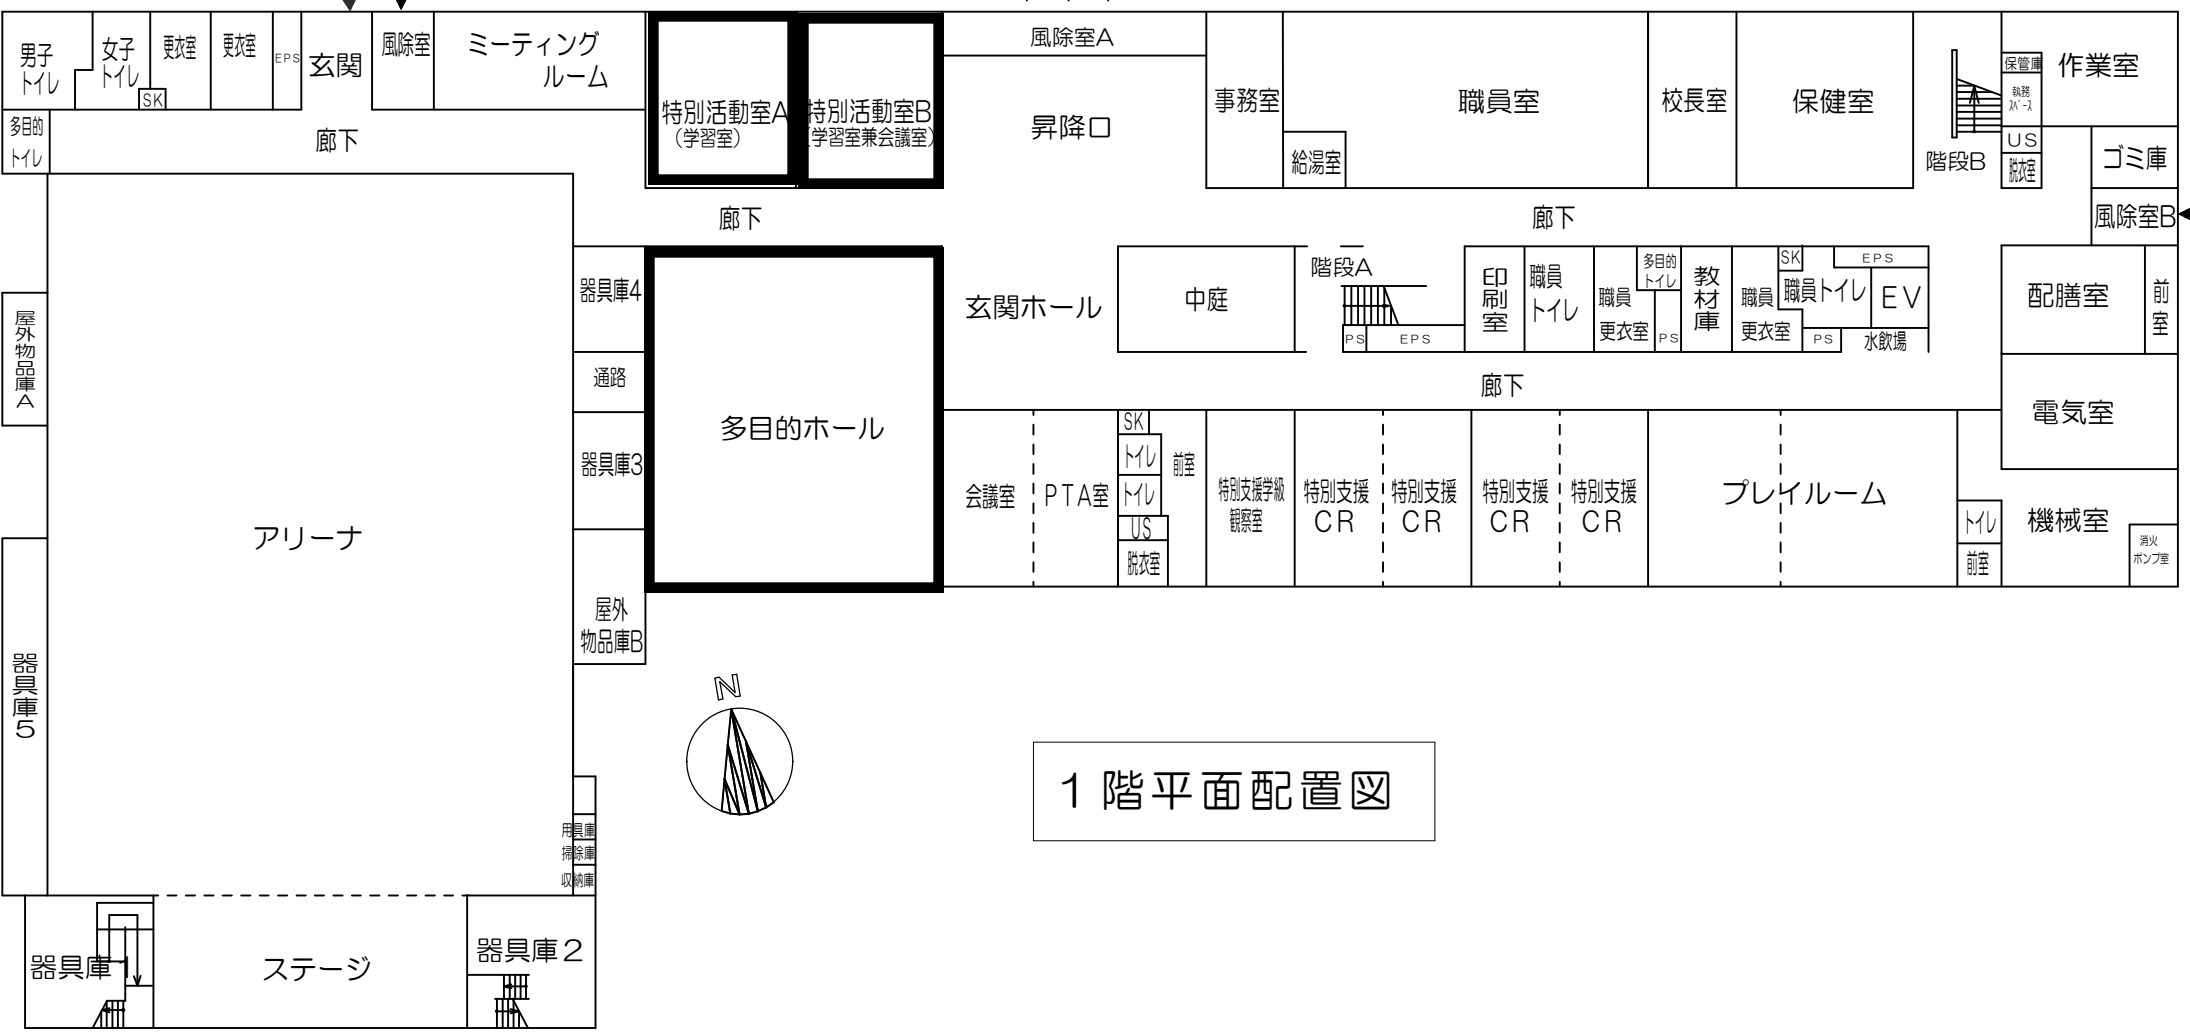 男子
トイレ
女子
トイレ
SK
更衣室
更衣室
EPS
玄関
風除室
ミーティング
ルーム
特別活動室A
(学習室)
特別活動室B
(学習室兼会議室)
風除室A
昇降口
事務室
給湯室
職員室
校長室
保健室
階段B
保管庫
執務
スペース
US
脱衣室
作業室
ゴミ庫
風除室B
多目的
トイレ
廊下
廊下
廊下
屋外物品庫A
器具庫5
アリーナ
器具庫4
通路
器具庫3
屋外
物品庫B
多目的ホール
玄関ホール
中庭
階段A
PS
EPS
印刷室
職員
トイレ
職員
更衣室
多目的
トイレ
PS
教材庫
職員
更衣室
SK
職員トイレ
PS
EPS
EV
水飲場
配膳室
前室
廊下
電気室
会議室
PTA室
SK
トイレ
トイレ
US
脱衣室
前室
特別支援学級
観察室
特別支援
CR
特別支援
CR
特別支援
CR
特別支援
CR
プレイルーム
トイレ
前室
機械室
消火
ポンプ室
N
1階平面配置図
用具庫
掃除庫
収納庫
器具庫1
ステージ
器具庫2